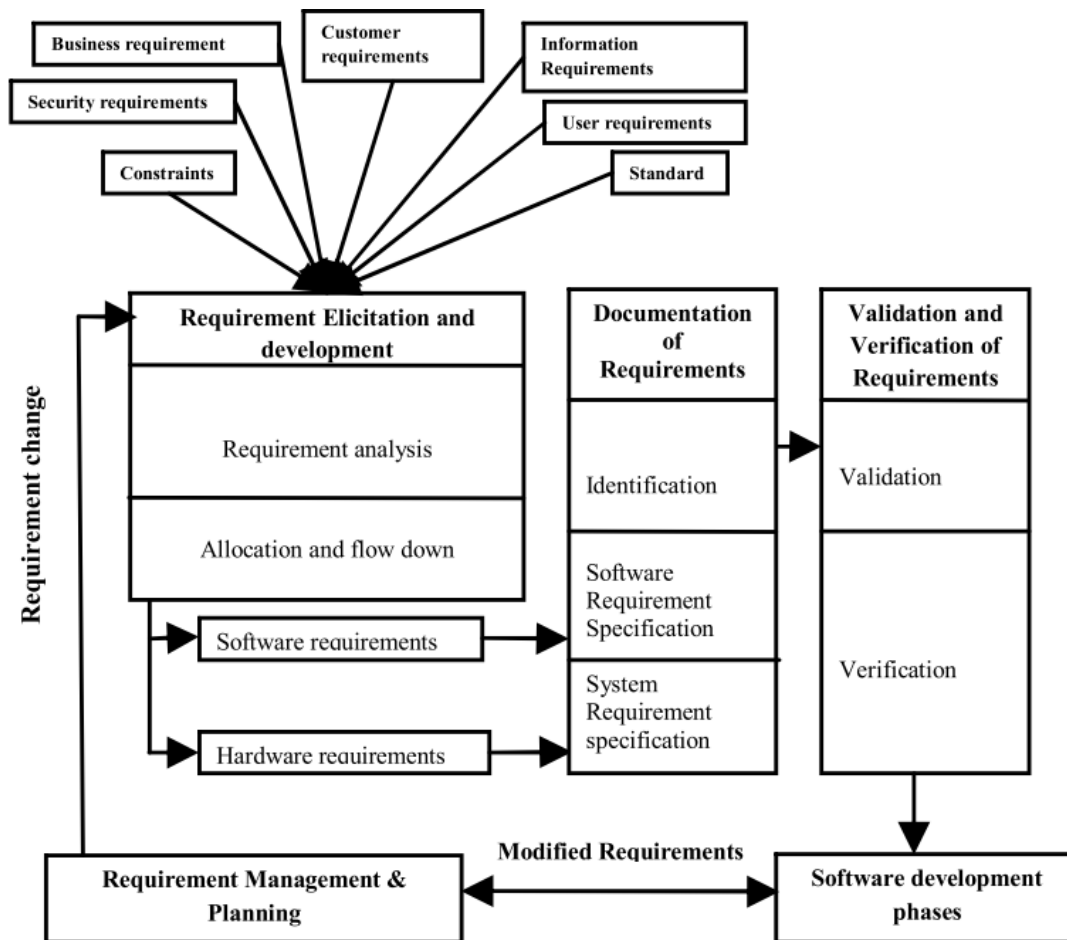 Business requirement
Customer
requirements
Information
Requirements
Security requirements
User requirements
Constraints
Standard
Requirement change
Requirement Elicitation and
development
Requirement analysis
Allocation and flow down
Software requirements
Hardware requirements
Documentation
of
Requirements
Identification
Software
Requirement
Specification
System
Requirement
specification
Validation and
Verification of
Requirements
Validation
Verification
Modified Requirements
Requirement Management &
Planning
Software development
phases